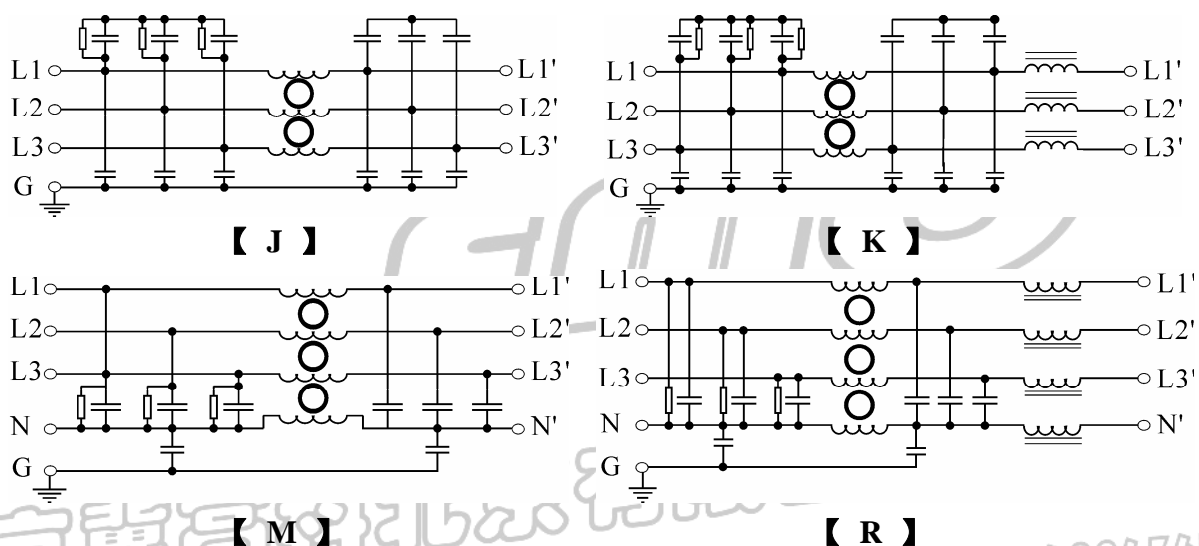 L1 L1'
L2 L2'
L3 L3'
G
【 J 】
L1 L1'
L2 L2'
L3 L3'
G
【 K 】
L1 L1'
L2 L2'
L3 L3'
N N'
G
【 M 】
L1 L1'
L2 L2'
L3 L3'
N N'
G
【 R 】